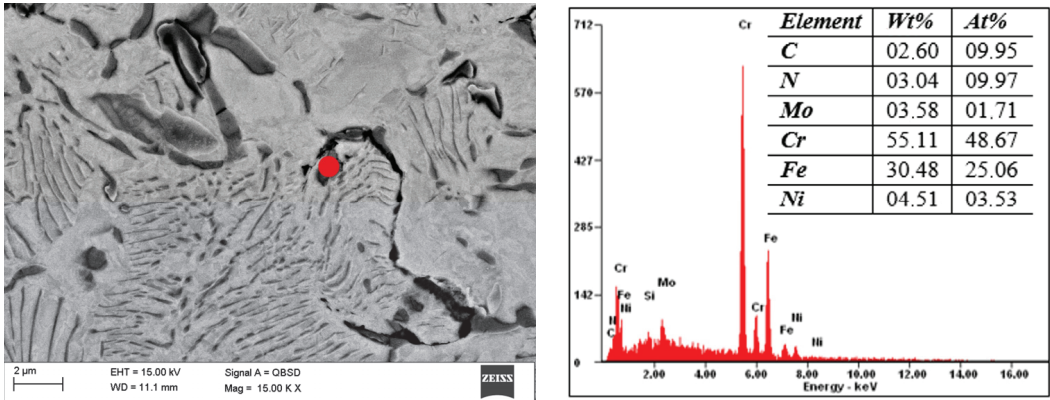 2 µm
EHT = 15.00 kV
WD = 11.1 mm
Signal A = QBSD
Mag = 15.00 K X
ZEISS
712
570
427
285
142
0
Cr
Fe
Ni
N
C
Si
Mo
Cr
Cr
Fe
Fe
Ni
Ni
2.00 4.00 6.00 8.00 10.00 12.00 14.00 16.00
Energy - keV
Element Wt% At%
C 02.60 09.95
N 03.04 09.97
Mo 03.58 01.71
Cr 55.11 48.67
Fe 30.48 25.06
Ni 04.51 03.53